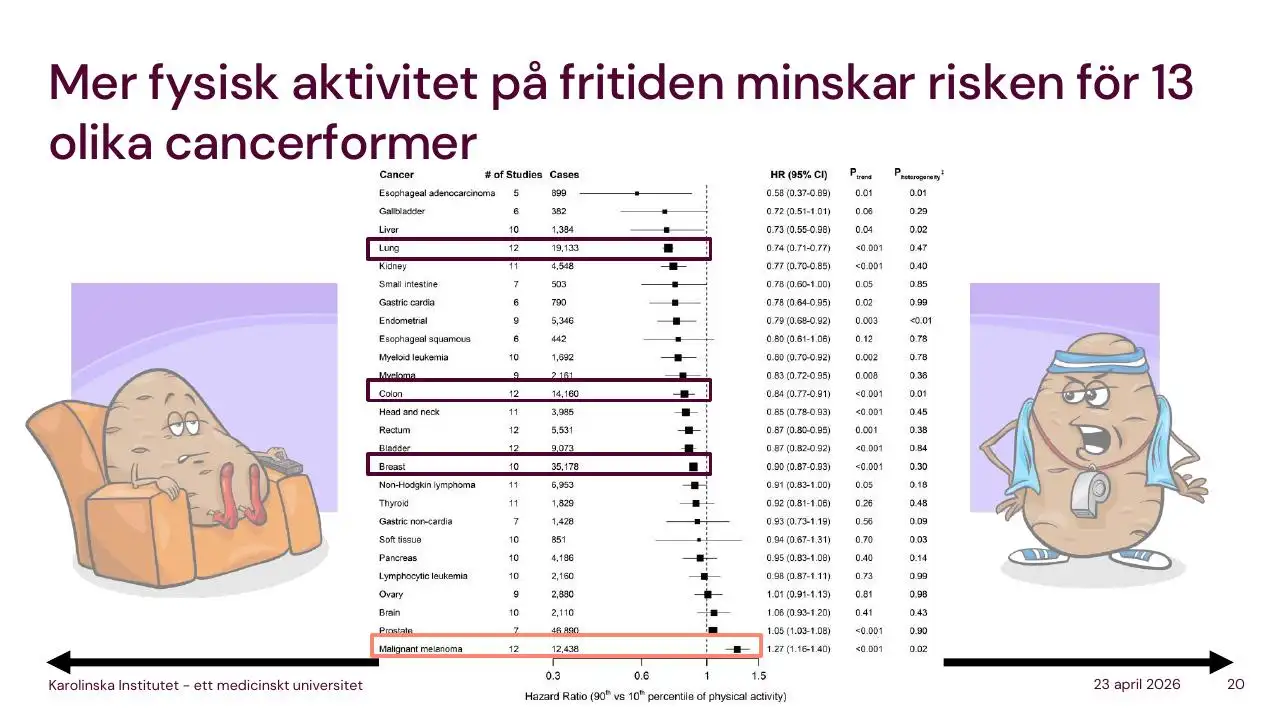 Mer fysisk aktivitet på fritiden minskar risken för 13
olika cancerformer
Cancer # of Studies Cases HR (95% CI) Ptrend Pheterogeneity‡
Esophageal adenocarcinoma 5 899 0.58 (0.37-0.89) 0.01 0.01
Gallbladder 6 382 0.72 (0.51-1.01) 0.06 0.29
Liver 10 1,384 0.73 (0.55-0.98) 0.04 0.02
Lung 12 19,133 0.74 (0.71-0.77) <0.001 0.47
Kidney 11 4,548 0.77 (0.70-0.85) <0.001 0.40
Small intestine 7 503 0.78 (0.60-1.00) 0.05 0.85
Gastric cardia 6 790 0.78 (0.64-0.95) 0.02 0.99
Endometrial 9 5,346 0.79 (0.68-0.92) 0.003 <0.01
Esophageal squamous 6 442 0.80 (0.61-1.06) 0.12 0.78
Myeloid leukemia 10 1,692 0.80 (0.70-0.92) 0.002 0.78
Myeloma 9 2,161 0.83 (0.72-0.95) 0.008 0.36
Colon 12 14,160 0.84 (0.77-0.91) <0.001 0.01
Head and neck 11 3,985 0.85 (0.78-0.93) <0.001 0.45
Rectum 12 5,531 0.87 (0.80-0.95) 0.001 0.38
Bladder 12 9,073 0.87 (0.82-0.92) <0.001 0.84
Breast 10 35,178 0.90 (0.87-0.93) <0.001 0.30
Non-Hodgkin lymphoma 11 6,953 0.91 (0.83-1.00) 0.05 0.18
Thyroid 11 1,829 0.92 (0.81-1.06) 0.26 0.48
Gastric non-cardia 7 1,428 0.93 (0.73-1.19) 0.56 0.09
Soft tissue 10 851 0.94 (0.67-1.31) 0.70 0.03
Pancreas 10 4,186 0.95 (0.83-1.08) 0.40 0.14
Lymphocytic leukemia 10 2,160 0.98 (0.87-1.11) 0.73 0.99
Ovary 9 2,880 1.01 (0.91-1.13) 0.81 0.98
Brain 10 2,110 1.06 (0.93-1.20) 0.41 0.43
Prostate 7 46,890 1.05 (1.03-1.08) <0.001 0.90
Malignant melanoma 12 12,438 1.27 (1.16-1.40) <0.001 0.02
0.3 0.6 1 1.5
Hazard Ratio (90th vs 10th percentile of physical activity)
Karolinska Institutet - ett medicinskt universitet 23 april 2026 20